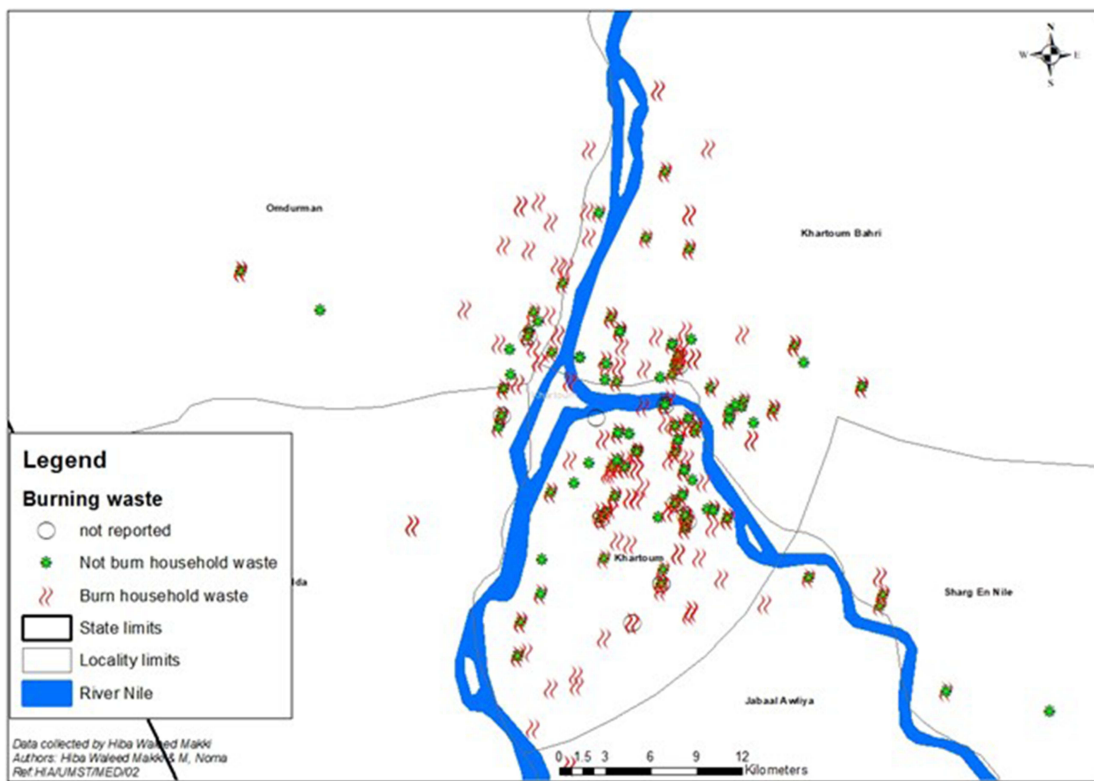 N
W E
S
Omdurman
Khartoum Bahri
Khartoum
Sharg En Nile
Jabaal Awliya
lda
Legend
Burning waste
not reported
Not burn household waste
Burn household waste
State limits
Locality limits
River Nile
Data collected by Hiba Waleed Makki
Authors: Hiba Waleed Makki & M, Noma
Ref:HIA/UMST/MED/02
0 1.5 3 6 9 12
Kilometers